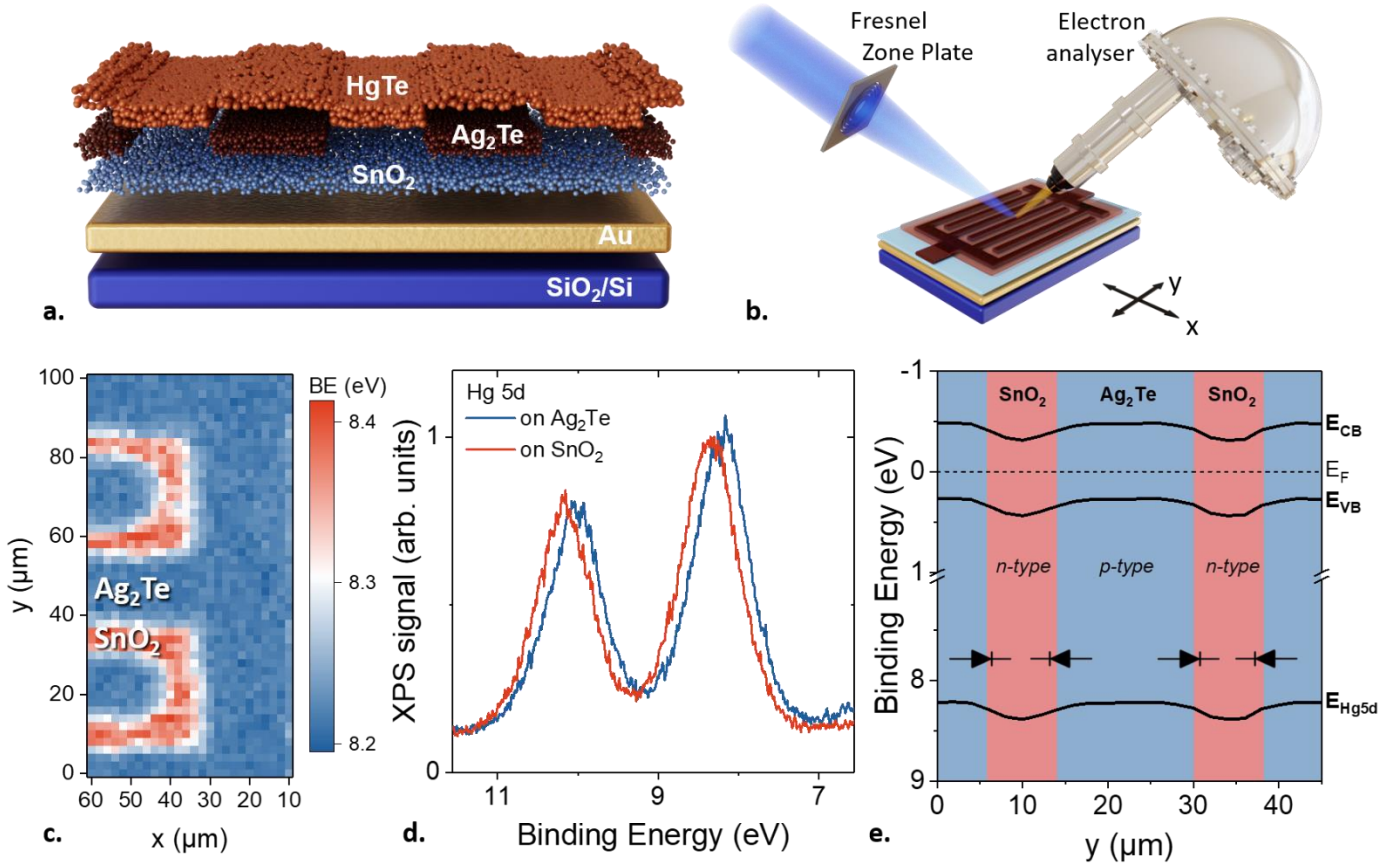 HgTe
Ag2Te
SnO2
Au
SiO2/Si
a.
Fresnel
Zone Plate
Electron
analyser
y
x
b.
BE (eV)
8.4
8.3
8.2
100
80
60
40
20
0
y (µm)
Ag2Te
SnO2
60 50 40 30 20 10
x (µm)
c.
Hg 5d
on Ag2Te
on SnO2
XPS signal (arb. units)
1
0
11 9 7
Binding Energy (eV)
d.
-1
0
1
8
9
Binding Energy (eV)
SnO2 Ag2Te SnO2
ECB
EF
EVB
n-type p-type n-type
EHg5d
0 10 20 30 40
y (µm)
e.